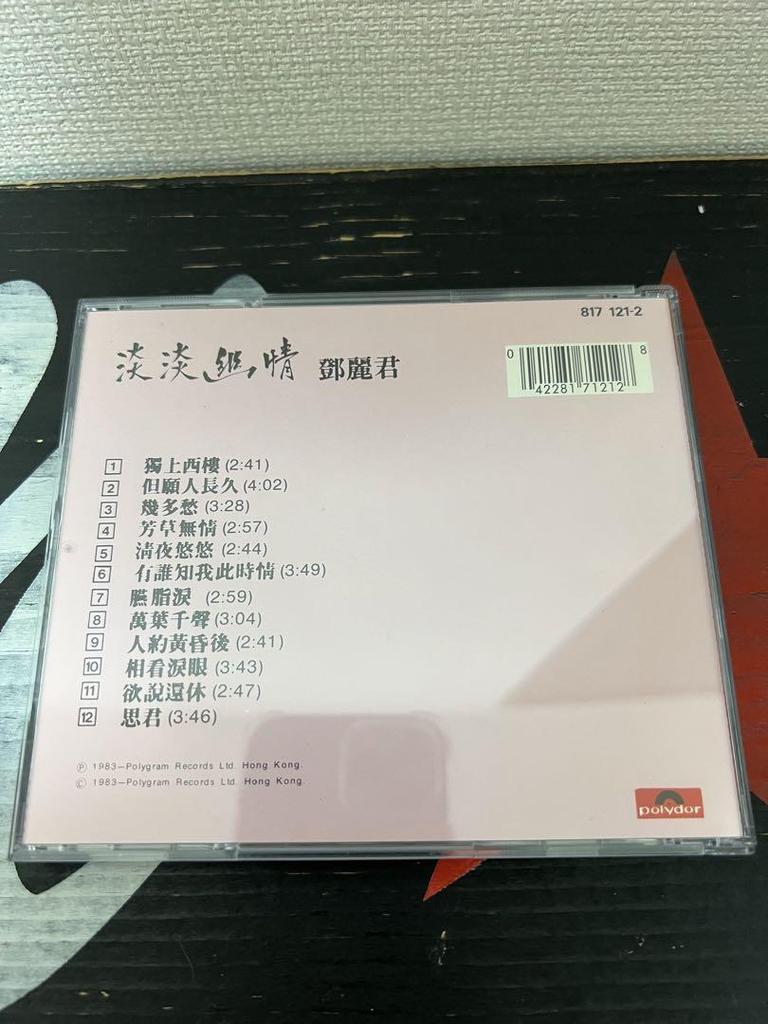 817 121-2
淡淡幽情 鄧麗君
0 42281 71212 8
1 獨上西樓 (2:41)
2 但願人長久 (4:02)
3 幾多愁 (3:28)
4 芳草無情 (2:57)
5 清夜悠悠 (2:44)
6 有誰知我此時情 (3:49)
7 臙脂淚 (2:59)
8 萬葉千聲 (3:04)
9 人約黃昏後 (2:41)
10 相看淚眼 (3:43)
11 欲說還休 (2:47)
12 思君 (3:46)
℗ 1983—Polygram Records Ltd. Hong Kong.
© 1983—Polygram Records Ltd. Hong Kong.
polydor